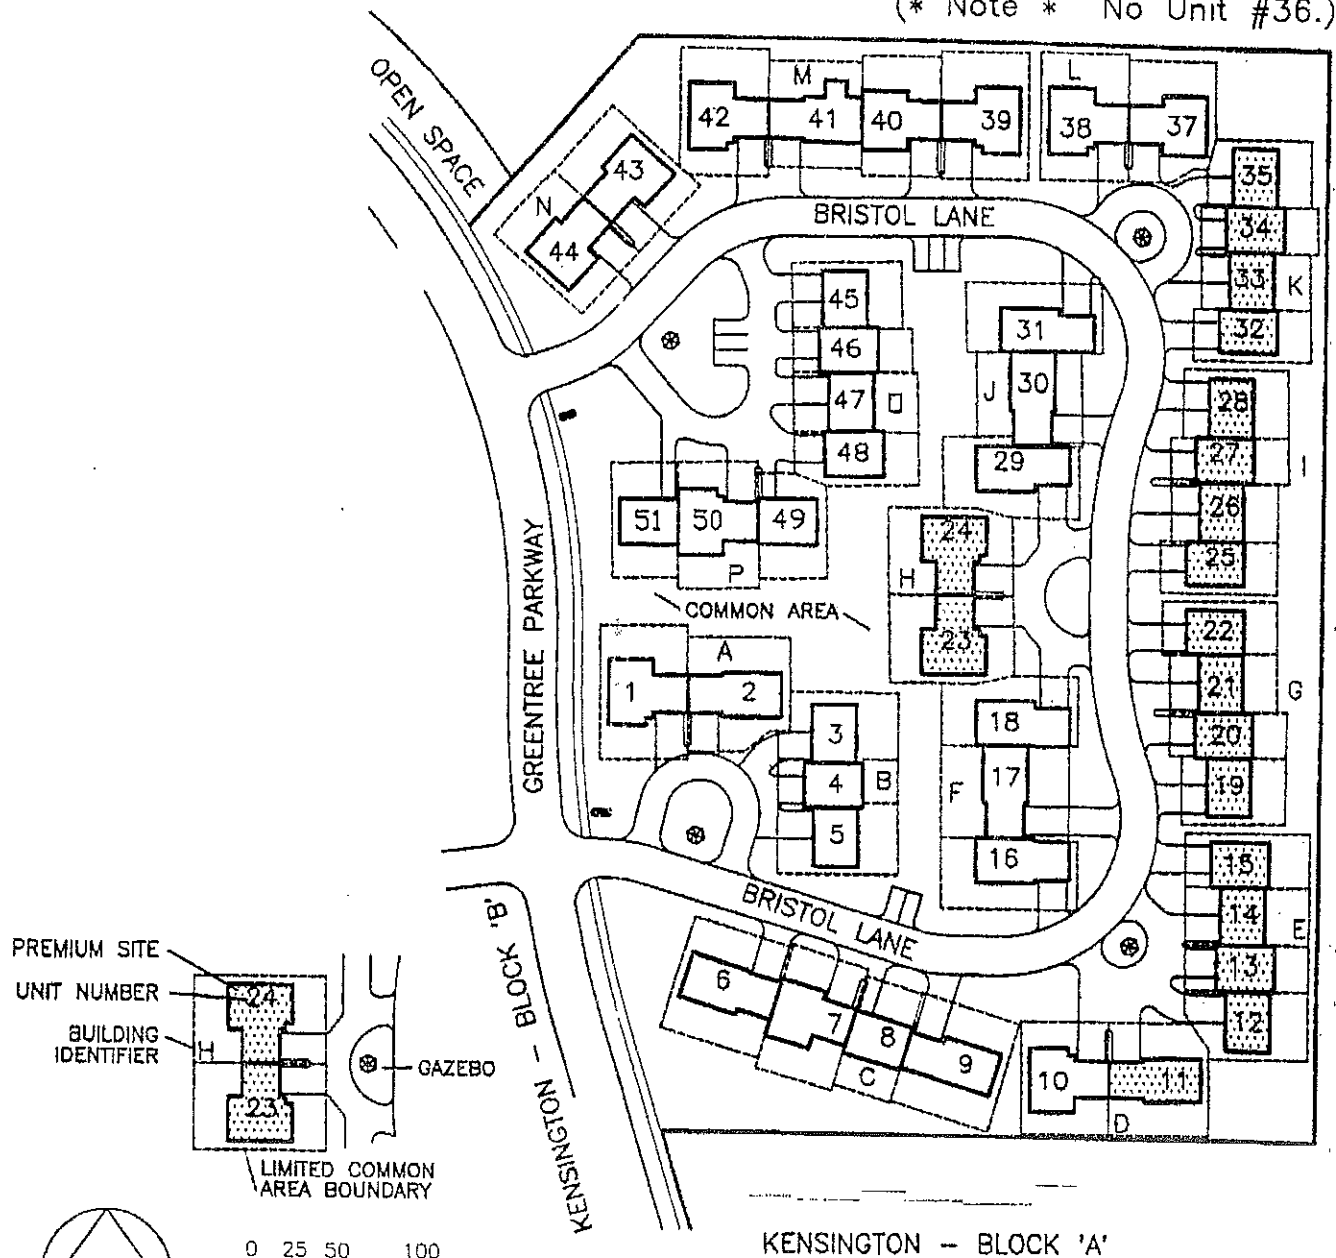 (* Note * No Unit #36.)
OPEN SPACE
M
42
41
40
39
L
38
37
43
N
44
BRISTOL LANE
35
34
33
K
32
45
46
47
O
48
31
J
30
29
28
27
I
26
25
51
50
49
P
GREENTREE PARKWAY
24
H
23
COMMON AREA
A
1
2
22
21
G
20
19
3
4
B
5
18
F
17
16
BRISTOL LANE
15
14
E
13
12
6
7
8
9
C
10
11
D
KENSINGTON - BLOCK 'B'
PREMIUM SITE
UNIT NUMBER
BUILDING
IDENTIFIER
24
H
23
GAZEBO
LIMITED COMMON
AREA BOUNDARY
0 25 50 100
KENSINGTON - BLOCK 'A'